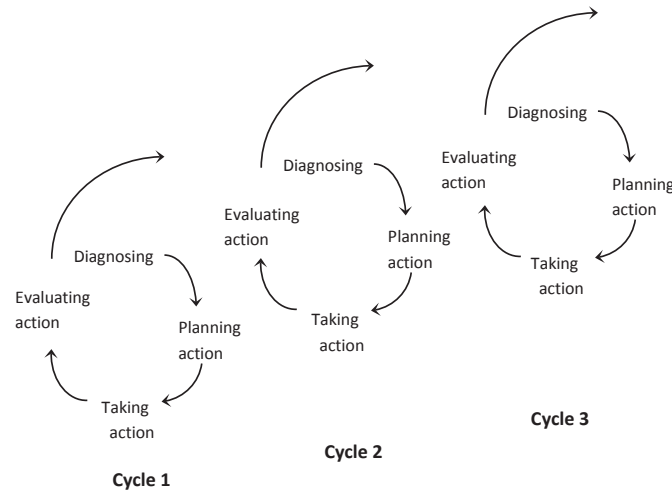 Diagnosing
Planning
action
Taking
action
Evaluating
action
Cycle 1
Diagnosing
Planning
action
Taking
action
Evaluating
action
Cycle 2
Diagnosing
Planning
action
Taking
action
Evaluating
action
Cycle 3